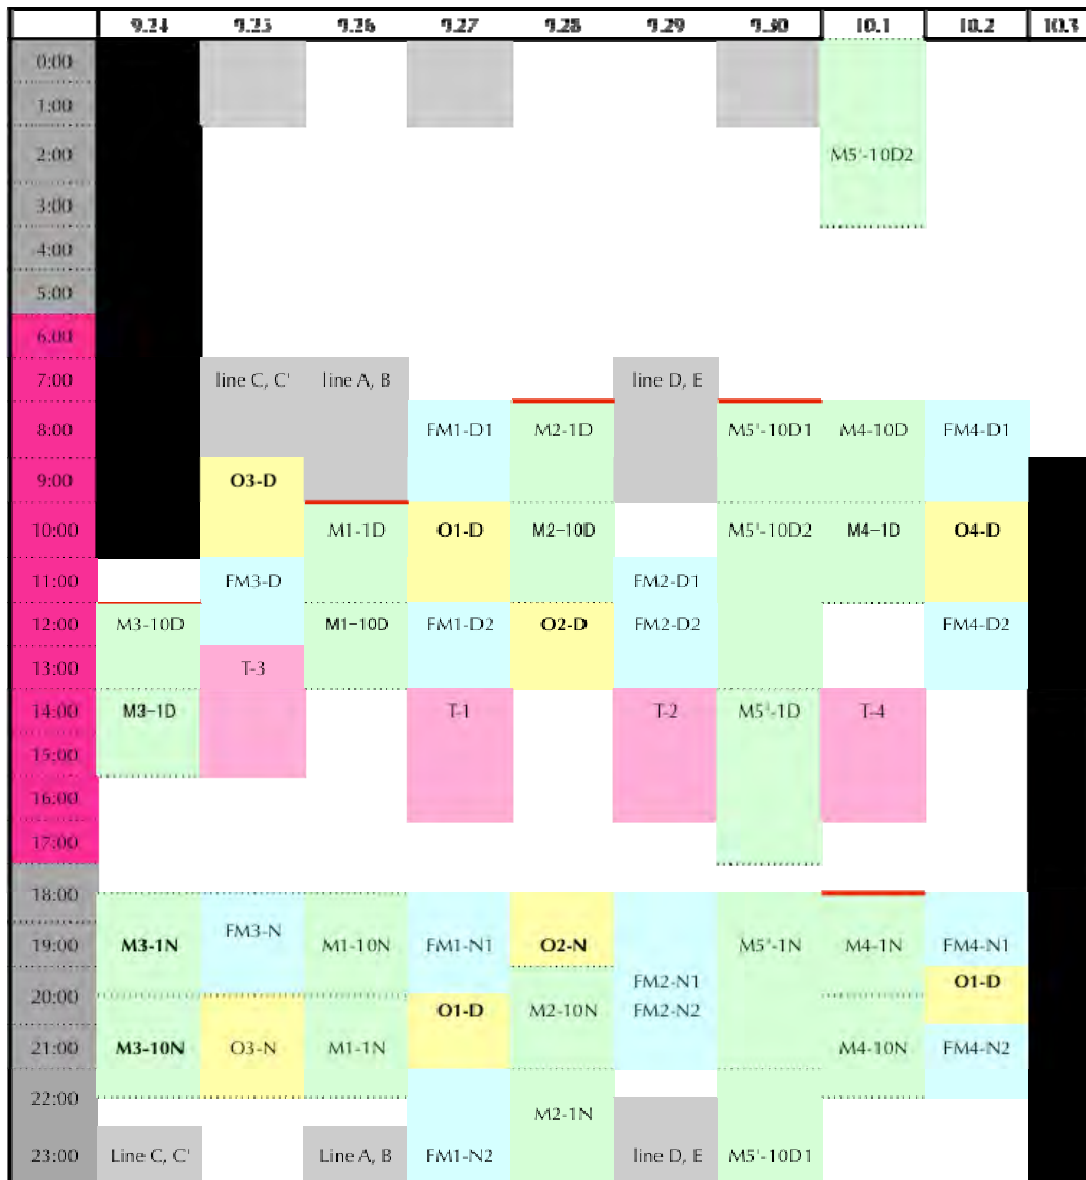 9.24 9.25 9.26 9.27 9.28 9.29 9.30 10.1 10.2 10.3
0:00
1:00
2:00 M5'-10D2
3:00
4:00
5:00
6:00
7:00 line C, C' line A, B line D, E
8:00 FM1-D1 M2-1D M5'-10D1 M4-10D FM4-D1
9:00 O3-D
10:00 M1-1D O1-D M2-10D M5'-10D2 M4-1D O4-D
11:00 FM3-D FM2-D1
12:00 M3-10D M1-10D FM1-D2 O2-D FM2-D2 FM4-D2
13:00 T-3
14:00 M3-1D T-1 T-2 M5'-1D T-4
15:00
16:00
17:00
18:00
FM3-N
19:00 M3-1N M1-10N FM1-N1 O2-N M5'-1N M4-1N FM4-N1
FM2-N1 O1-D
20:00
O1-D M2-10N FM2-N2
21:00 M3-10N O3-N M1-1N M4-10N FM4-N2
22:00
M2-1N
23:00 Line C, C' Line A, B FM1-N2 line D, E M5'-10D1